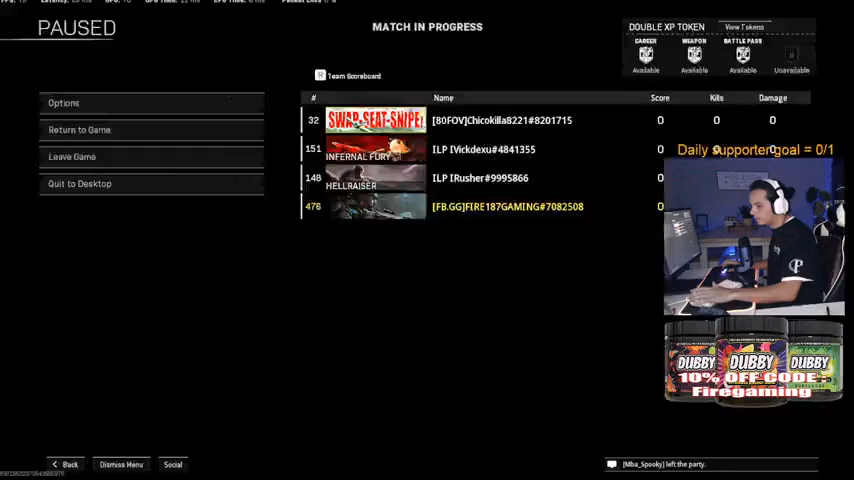 PAUSED
MATCH IN PROGRESS
DOUBLE XP TOKEN View Tokens
CAREER WEAPON BATTLE PASS
Available Available Available Unavailable
Team Scoreboard
# Name Score Kills Damage
Options
Return to Game
Leave Game
Quit to Desktop
32 SWAP-SEAT-SNIPE! [80FOV]Chicokilla8221#8201715 0 0 0
151 INFERNAL FURY ILP IVickdexu#4841355 0 0 0
Daily supporter goal = 0/1
148 HELLRAISER ILP IRusher#9995866 0
476 [FB.GG]FIRE187GAMING#7082508 0
DUBBY DUBBY DUBBY
10% OFF CODE :
Firegaming
Back Dismiss Menu Social
[Mba_Spooky] left the party.